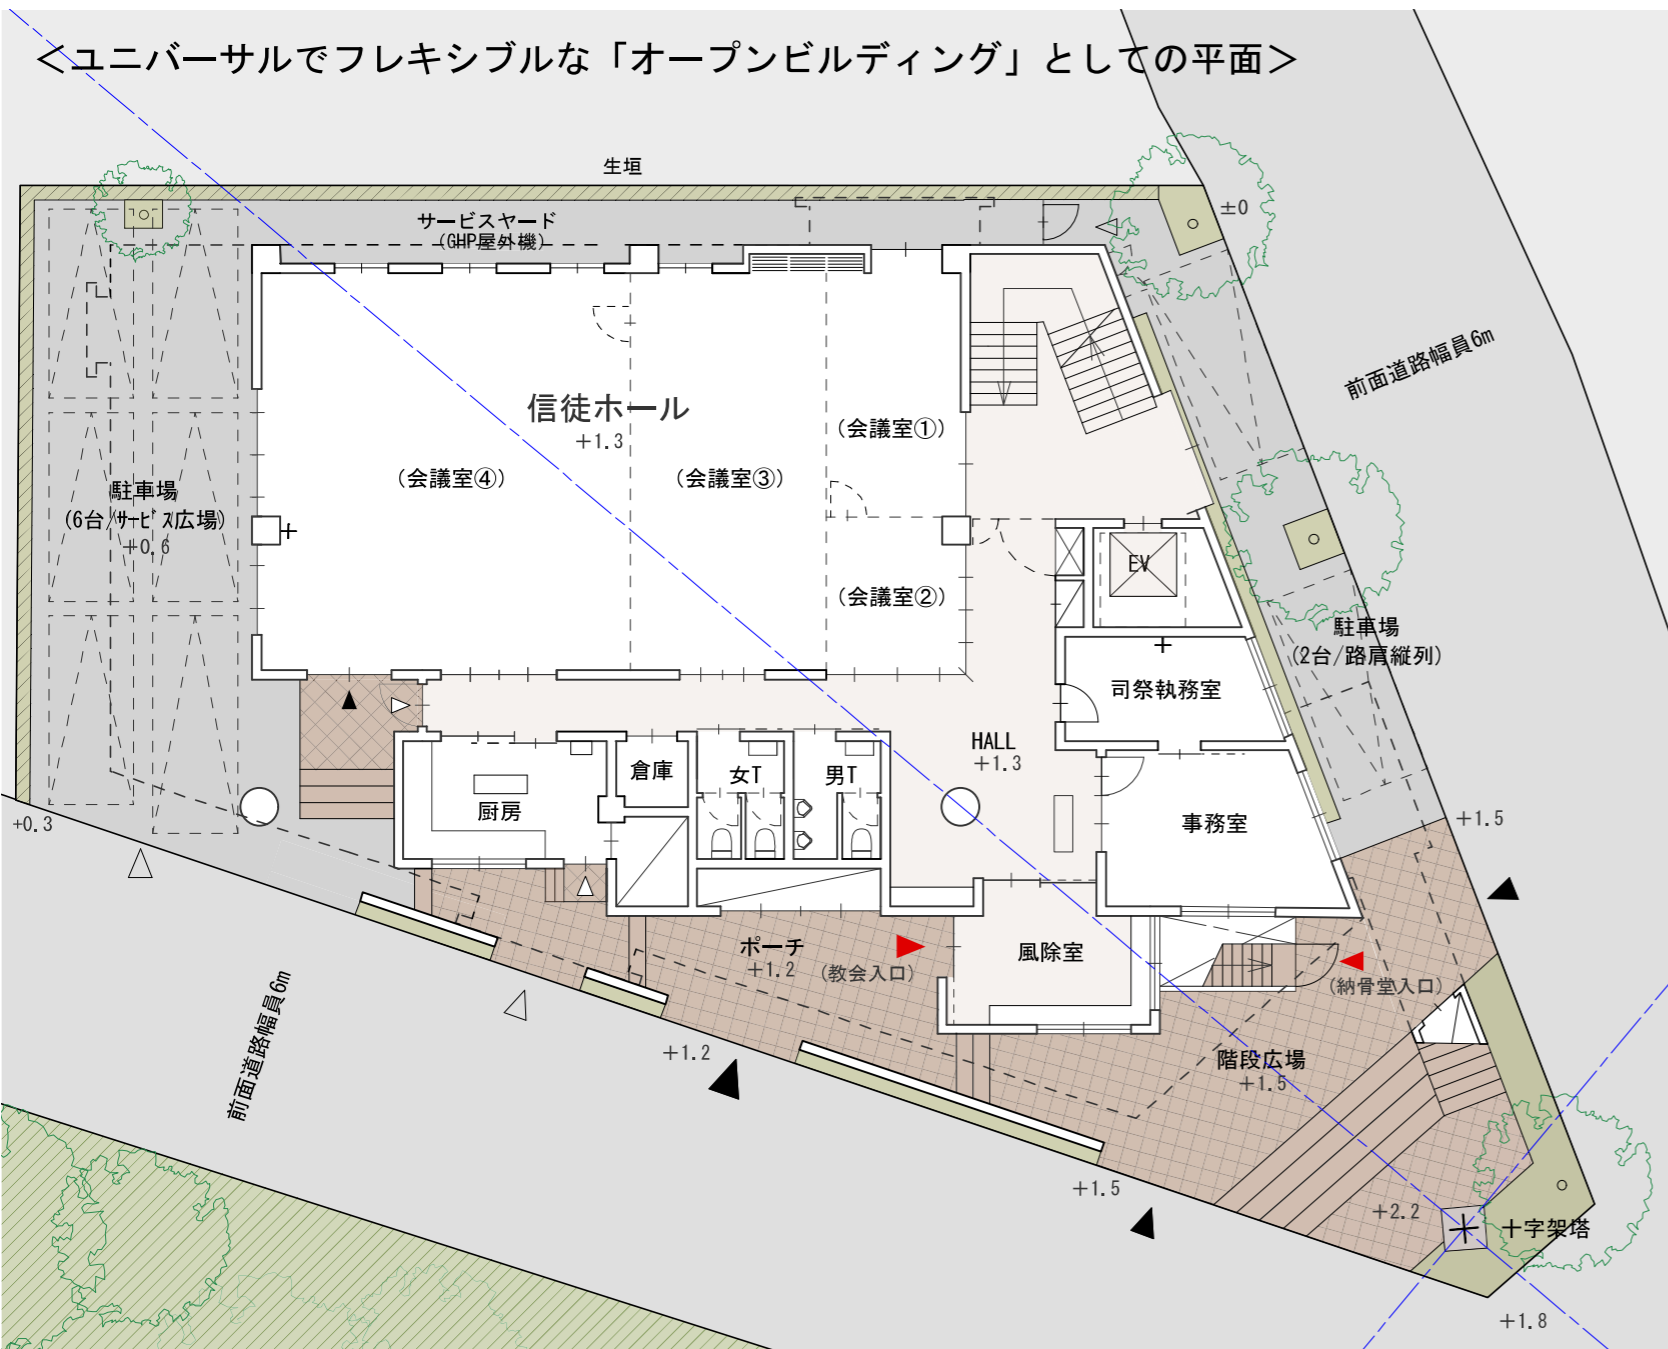 ＜ユニバーサルでフレキシブルな「オープンビルディング」としての平面＞
生垣
サービスヤード
(GHP屋外機)
±0
前面道路幅員6m
信徒ホール
+1.3
(会議室①)
(会議室④)
(会議室③)
駐車場
(6台/サービス広場)
+0.6
EV
(会議室②)
駐車場
(2台/路肩縦列)
司祭執務室
HALL
+1.3
倉庫
女T
男T
厨房
事務室
+0.3
+1.5
ポーチ
+1.2
(教会入口)
風除室
(納骨堂入口)
前面道路幅員6m
+1.2
階段広場
+1.5
+1.5
+2.2
十字架塔
+1.8